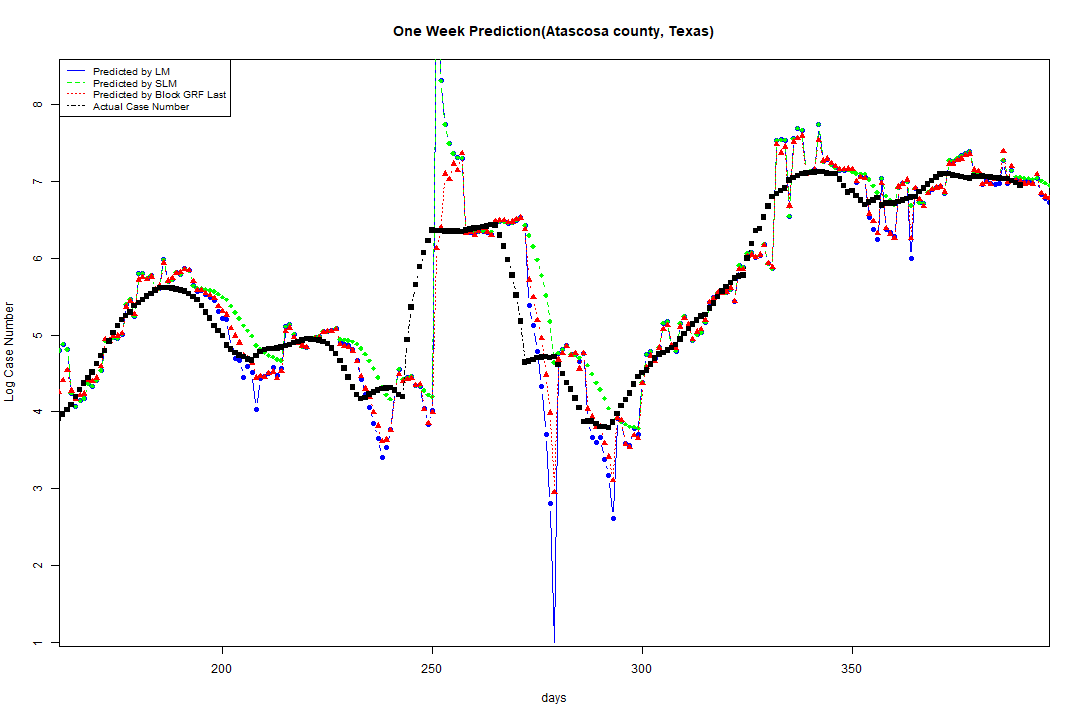 One Week Prediction(Atascosa county, Texas)
Predicted by LM
Predicted by SLM
Predicted by Block GRF Last
Actual Case Number
Log Case Number
8
7
6
5
4
3
2
1
200 250 300 350
days